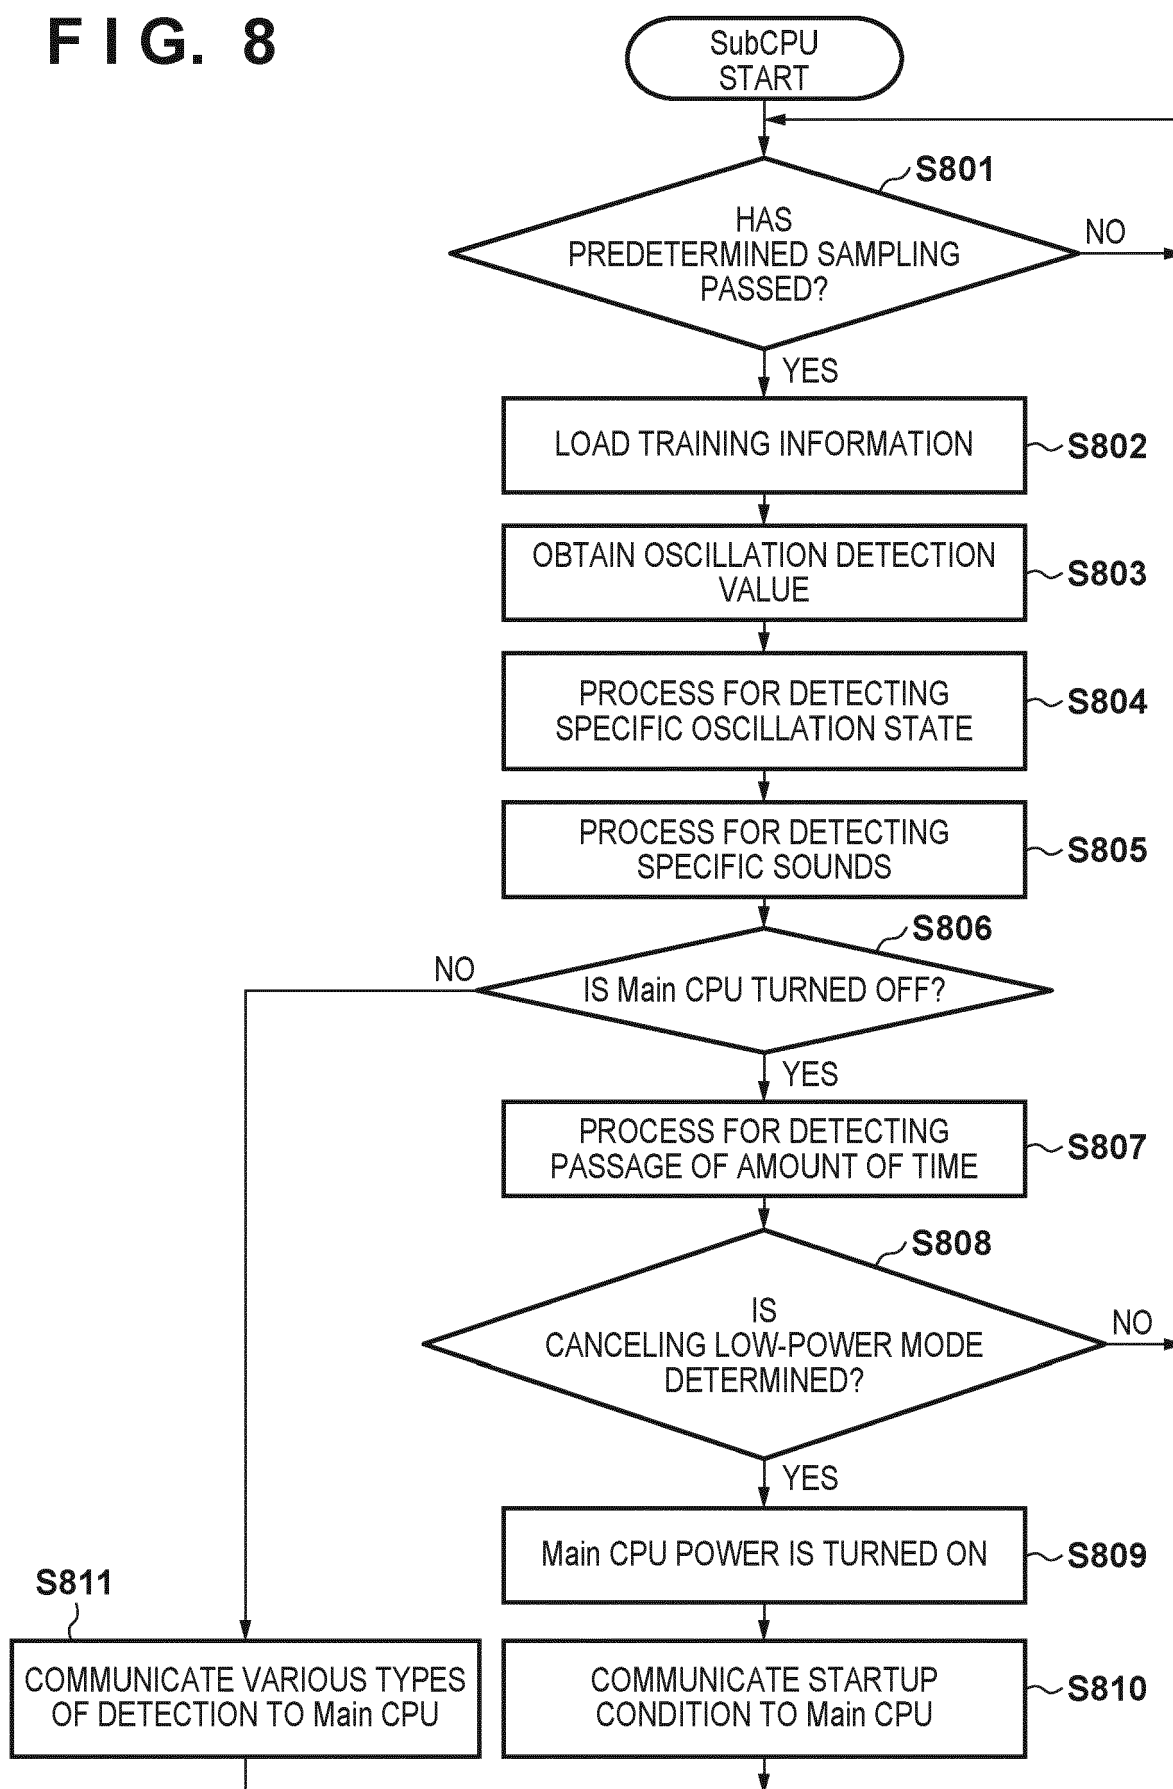 FIG. 8
SubCPU
START
S801
HAS
PREDETERMINED SAMPLING
PASSED?
NO
YES
LOAD TRAINING INFORMATION
S802
OBTAIN OSCILLATION DETECTION
VALUE
S803
PROCESS FOR DETECTING
SPECIFIC OSCILLATION STATE
S804
PROCESS FOR DETECTING
SPECIFIC SOUNDS
S805
S806
NO
IS Main CPU TURNED OFF?
YES
PROCESS FOR DETECTING
PASSAGE OF AMOUNT OF TIME
S807
S808
IS
CANCELING LOW-POWER MODE
DETERMINED?
NO
YES
Main CPU POWER IS TURNED ON
S809
S811
COMMUNICATE VARIOUS TYPES
OF DETECTION TO Main CPU
COMMUNICATE STARTUP
CONDITION TO Main CPU
S810